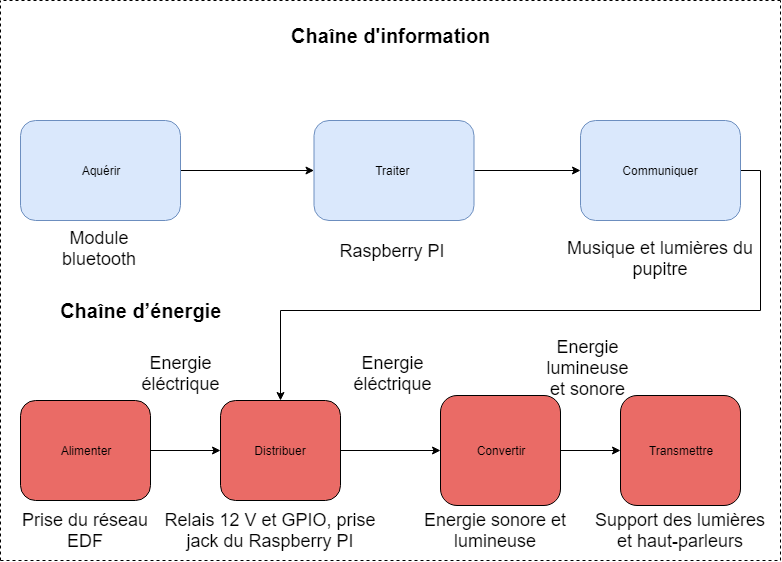 Chaîne d'information
Aquérir
Traiter
Communiquer
Module
bluetooth
Raspberry PI
Musique et lumières du
pupitre
Chaîne d’énergie
Energie
éléctrique
Energie
éléctrique
Energie
lumineuse
et sonore
Alimenter
Distribuer
Convertir
Transmettre
Prise du réseau
EDF
Relais 12 V et GPIO, prise
jack du Raspberry PI
Energie sonore et
lumineuse
Support des lumières
et haut-parleurs